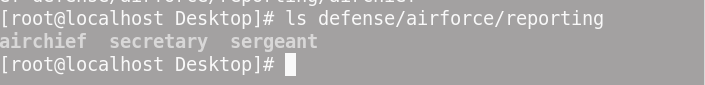 [root@localhost Desktop]# ls defense/airforce/reporting
airchief  secretary  sergeant
[root@localhost Desktop]#